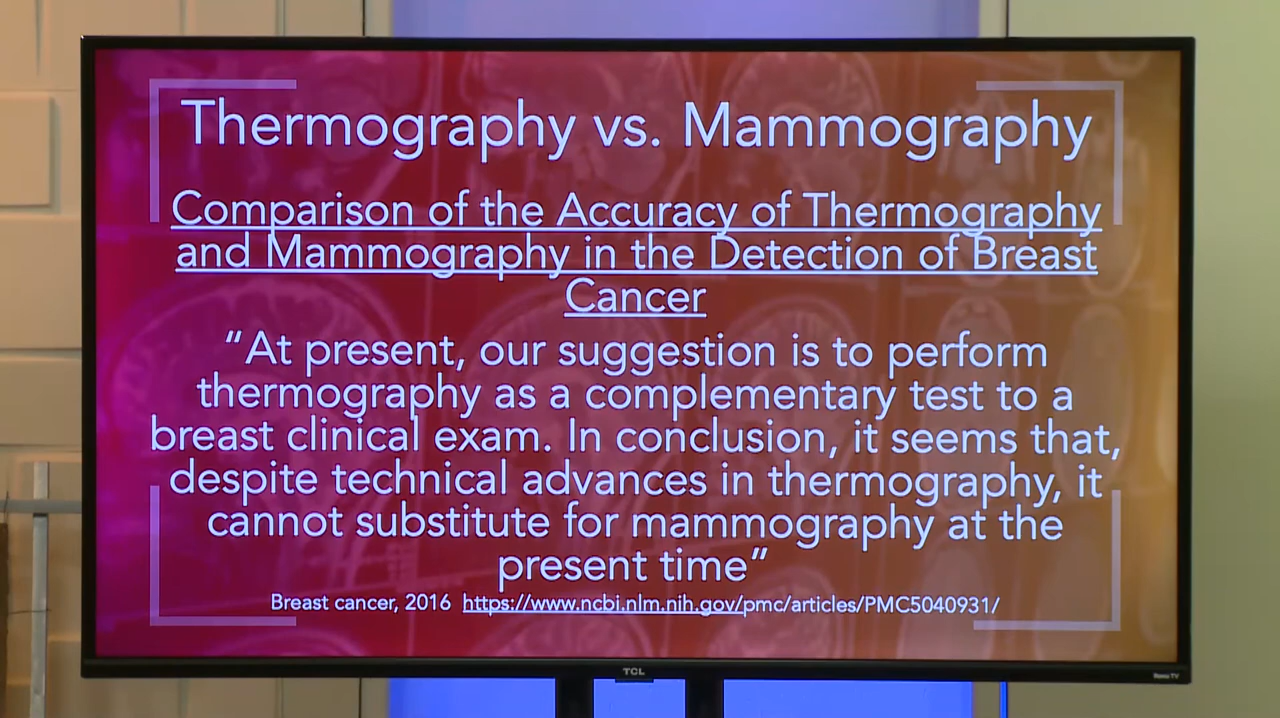 Thermography vs. Mammography
Comparison of the Accuracy of Thermography
and Mammography in the Detection of Breast
Cancer
“At present, our suggestion is to perform
thermography as a complementary test to a
breast clinical exam. In conclusion, it seems that,
despite technical advances in thermography, it
cannot substitute for mammography at the
present time”
Breast cancer, 2016 https://www.ncbi.nlm.nih.gov/pmc/articles/PMC5040931/
TCL
Roku TV